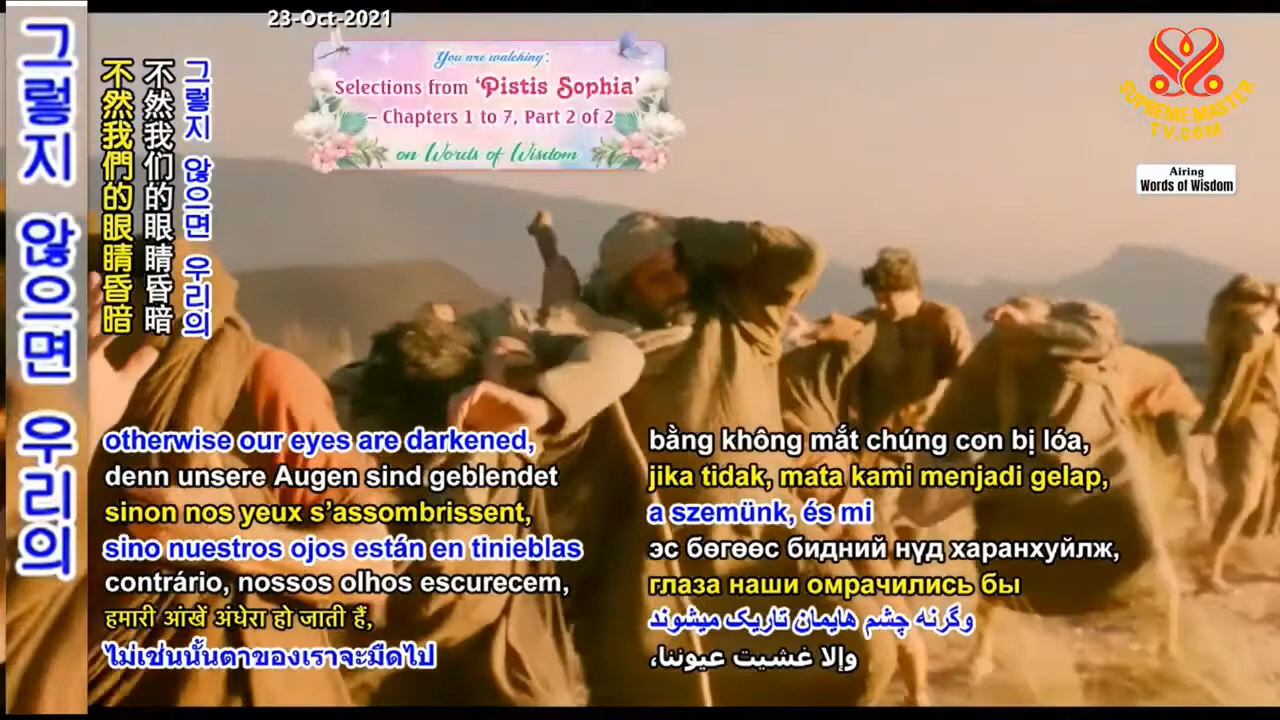 23-Oct-2021
You are watching:
Selections from ‘Pistis Sophia’
– Chapters 1 to 7, Part 2 of 2
on Words of Wisdom
SUPREME MASTER
TV.COM
Airing
Words of Wisdom
그렇지 않으면 우리의
不然我們的眼睛昏暗
不然我们的眼睛昏暗
그렇지 않으면 우리의
otherwise our eyes are darkened,
denn unsere Augen sind geblendet
sinon nos yeux s’assombrissent,
sino nuestros ojos están en tinieblas
contrário, nossos olhos escurecem,
हमारी आंखें अंधेरा हो जाती हैं,
ไม่เช่นนั้นตาของเราจะมืดไป
bằng không mắt chúng con bị lóa,
jika tidak, mata kami menjadi gelap,
a szemünk, és mi
эс бөгөөс бидний нүд харанхуйлж,
глаза наши омрачились бы
وگرنه چشم هایمان تاریک میشوند
وإلا غشيت عيوننا،